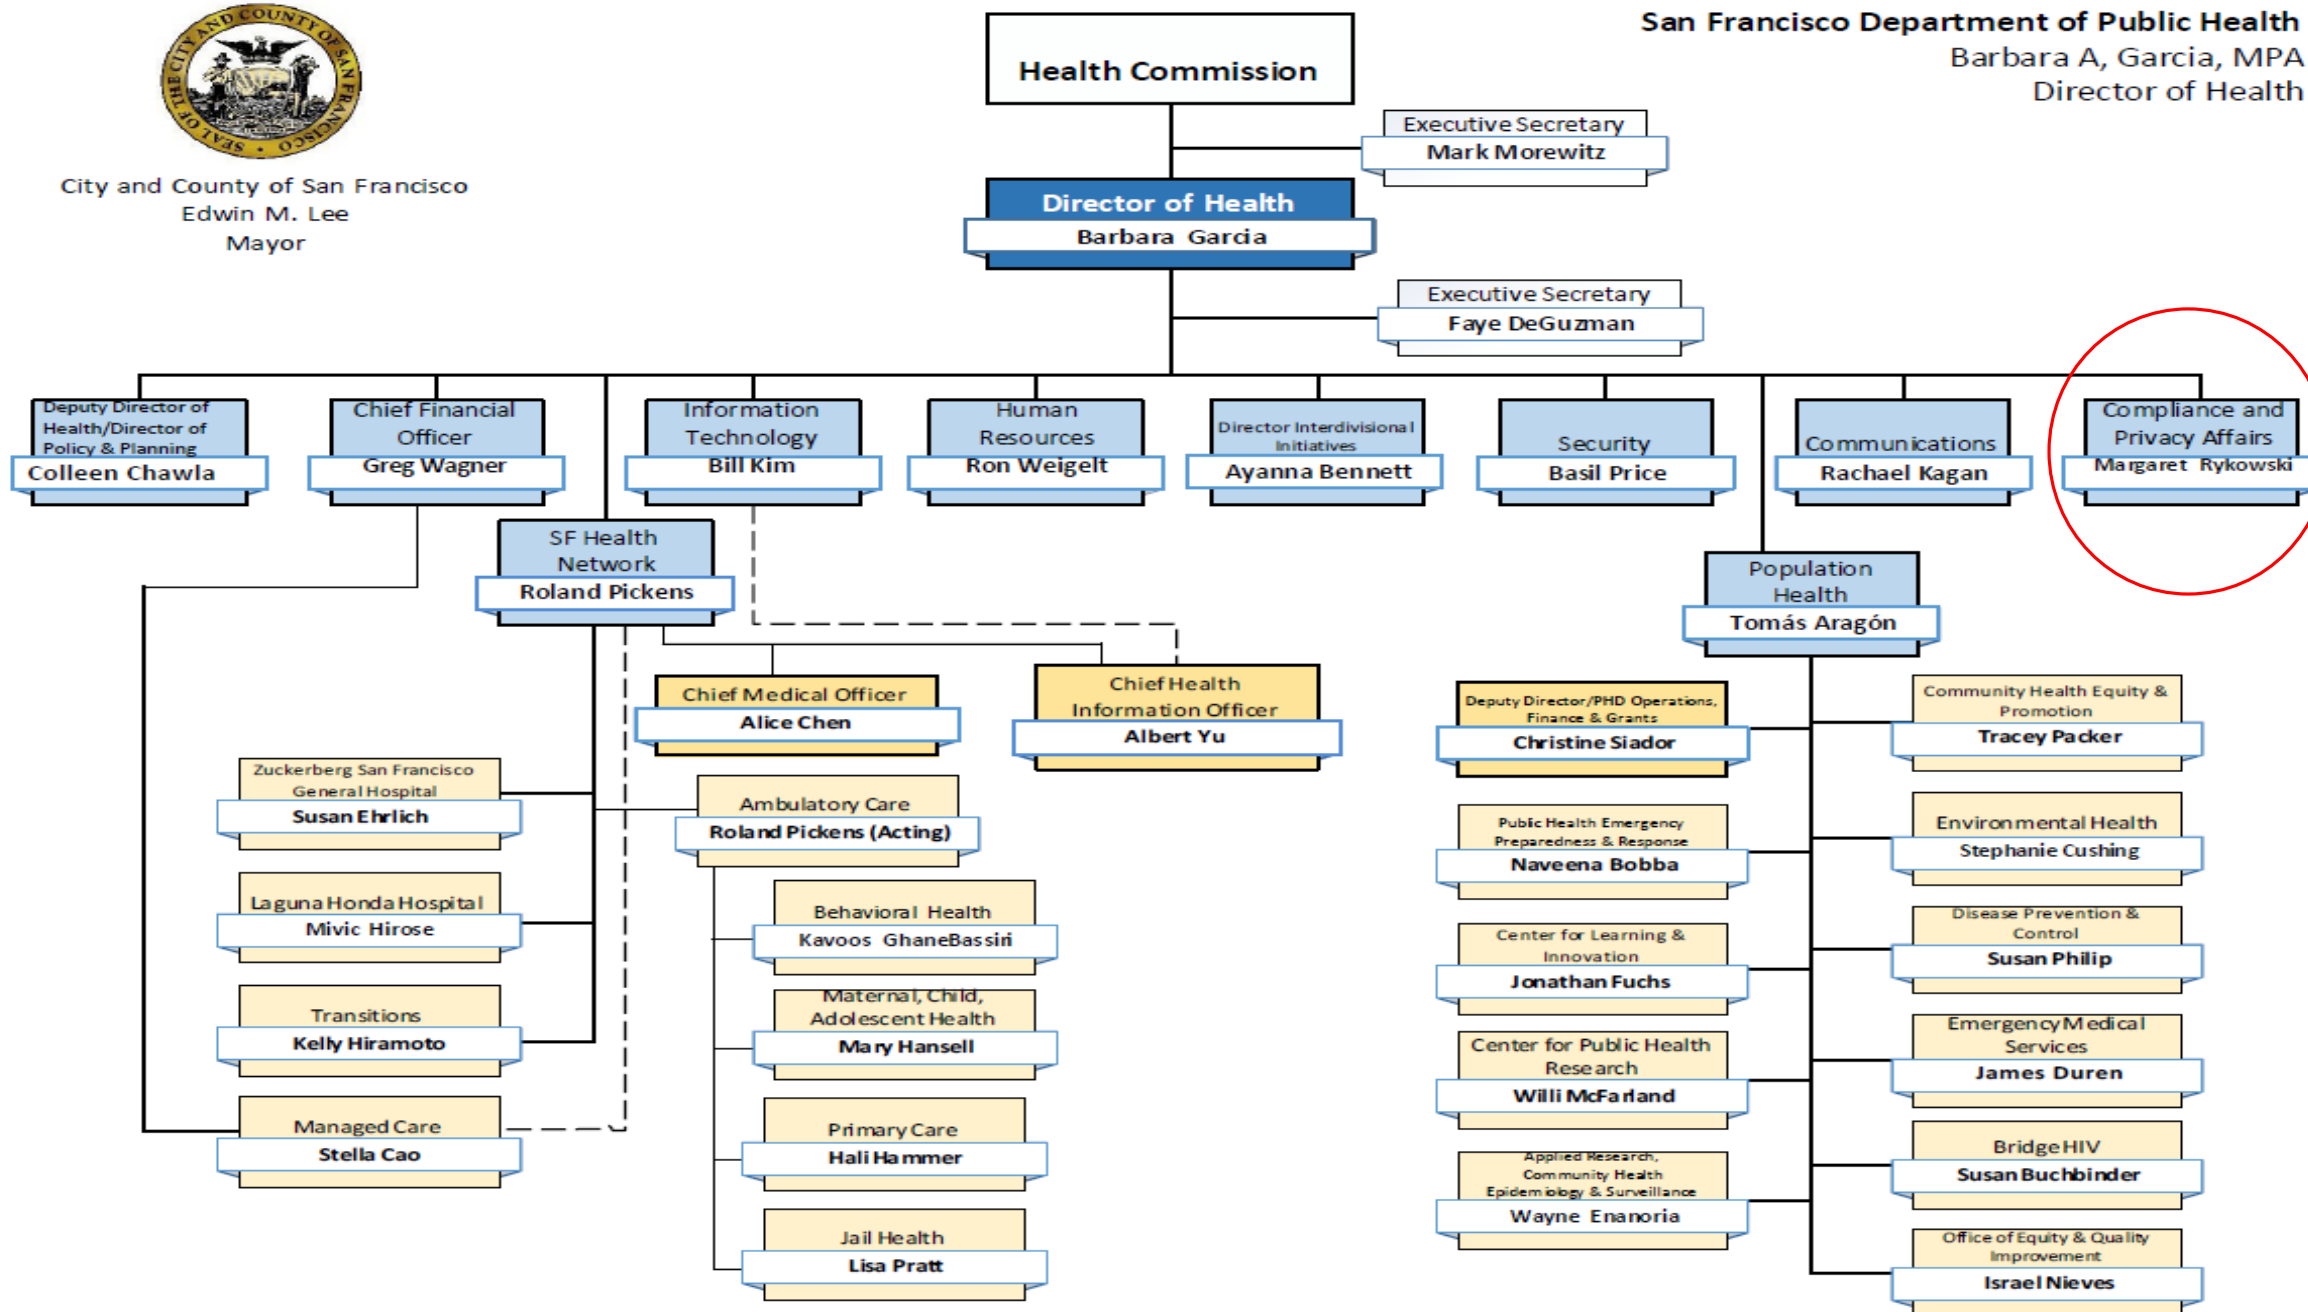 SEAL OF THE CITY AND COUNTY OF SAN FRANCISCO
City and County of San Francisco
Edwin M. Lee
Mayor
San Francisco Department of Public Health
Barbara A, Garcia, MPA
Director of Health
Health Commission
Executive Secretary
Mark Morewitz
Director of Health
Barbara Garcia
Executive Secretary
Faye DeGuzman
Deputy Director of
Health/Director of
Policy & Planning
Colleen Chawla
Chief Financial
Officer
Greg Wagner
Information
Technology
Bill Kim
Human
Resources
Ron Weigelt
Director Interdivisional
Initiatives
Ayanna Bennett
Security
Basil Price
Communications
Rachael Kagan
Compliance and
Privacy Affairs
Margaret Rykowski
SF Health
Network
Roland Pickens
Population
Health
Tomás Aragón
Chief Medical Officer
Alice Chen
Chief Health
Information Officer
Albert Yu
Zuckerberg San Francisco
General Hospital
Susan Ehrlich
Laguna Honda Hospital
Mivic Hirose
Transitions
Kelly Hiramoto
Managed Care
Stella Cao
Ambulatory Care
Roland Pickens (Acting)
Behavioral Health
Kavoos GhaneBassiri
Maternal, Child,
Adolescent Health
Mary Hansell
Primary Care
Hali Hammer
Jail Health
Lisa Pratt
Deputy Director/PHD Operations,
Finance & Grants
Christine Siador
Public Health Emergency
Preparedness & Response
Naveena Bobba
Center for Learning &
Innovation
Jonathan Fuchs
Center for Public Health
Research
Willi McFarland
Applied Research,
Community Health
Epidemiology & Surveillance
Wayne Enanoria
Community Health Equity &
Promotion
Tracey Packer
Environmental Health
Stephanie Cushing
Disease Prevention &
Control
Susan Philip
Emergency Medical
Services
James Duren
Bridge HIV
Susan Buchbinder
Office of Equity & Quality
Improvement
Israel Nieves